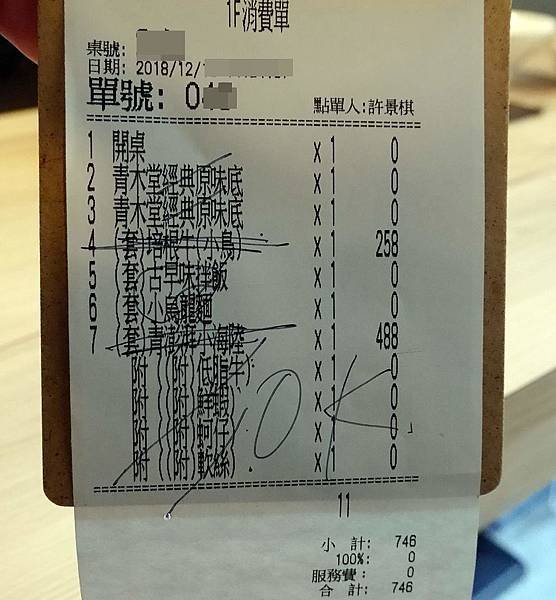 1F消費單
桌號:
日期: 2018/12/1
單號: 0
點單人:許景棋
1 開桌 x 1 0
2 青木堂經典原味底 x 1 0
3 青木堂經典原味底 x 1 0
4 (套)培根牛(小鳥) x 1 258
5 (套)古早味拌飯 x 1 0
6 (套)小烏龍麵 x 1 0
7 (套)青澎湃小海陸 x 1 488
附 ((附)低脂牛): x 1 0
附 ((附)鮮蝦 x 1 0
附 ((附)蚵仔 x 1 0
附 ((附)軟絲) x 1 0
OK
11
小 計: 746
100%: 0
服務費: 0
合 計: 746